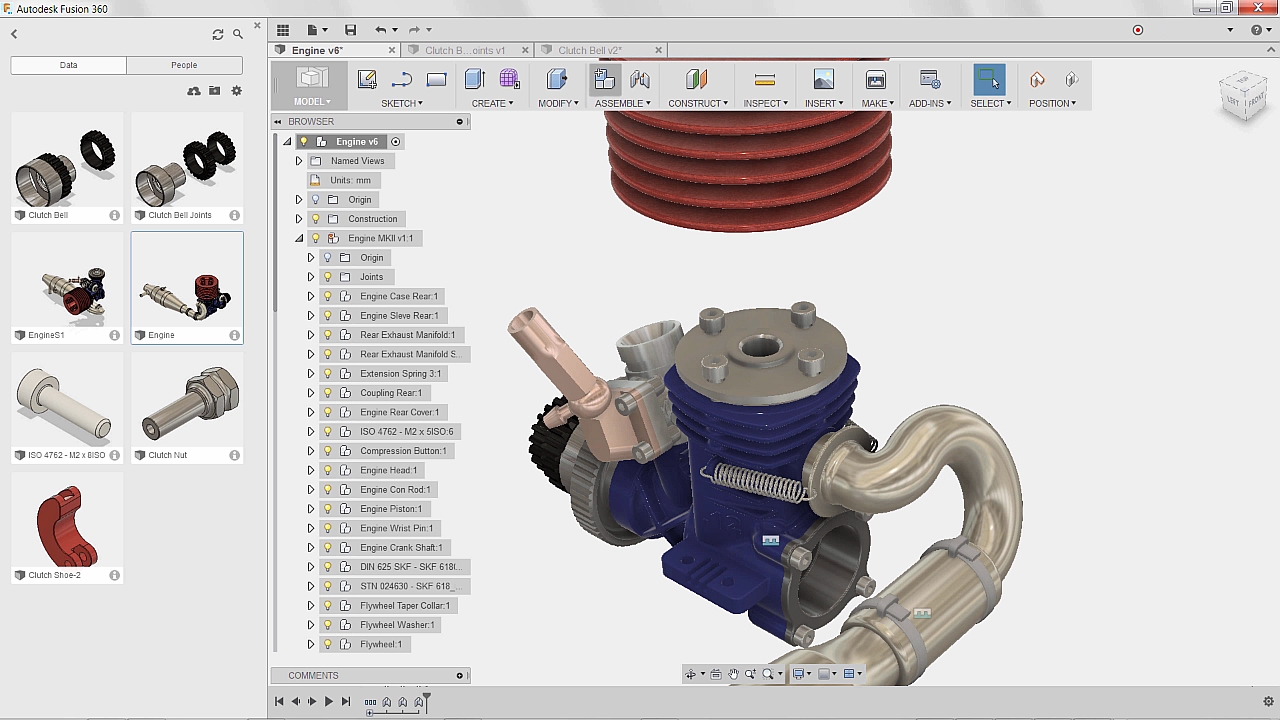 Autodesk Fusion 360
Data People
Clutch Bell
Clutch Bell Joints
EngineS1
Engine
ISO 4762 - M2 x 8ISO
Clutch Nut
Clutch Shoe-2
Engine v6*
Clutch B...oints v1
Clutch Bell v2*
MODEL
SKETCH
CREATE
MODIFY
ASSEMBLE
CONSTRUCT
INSPECT
INSERT
MAKE
ADD-INS
SELECT
POSITION
LEFT FRONT
BROWSER
Engine v6
Named Views
Units: mm
Origin
Construction
Engine MKII v1:1
Origin
Joints
Engine Case Rear:1
Engine Sleve Rear:1
Rear Exhaust Manifold:1
Rear Exhaust Manifold S...
Extension Spring 3:1
Coupling Rear:1
Engine Rear Cover:1
ISO 4762 - M2 x 5ISO:6
Compression Button:1
Engine Head:1
Engine Con Rod:1
Engine Piston:1
Engine Wrist Pin:1
Engine Crank Shaft:1
DIN 625 SKF - SKF 618I...
STN 024630 - SKF 618_...
Flywheel Taper Collar:1
Flywheel Washer:1
Flywheel:1
COMMENTS